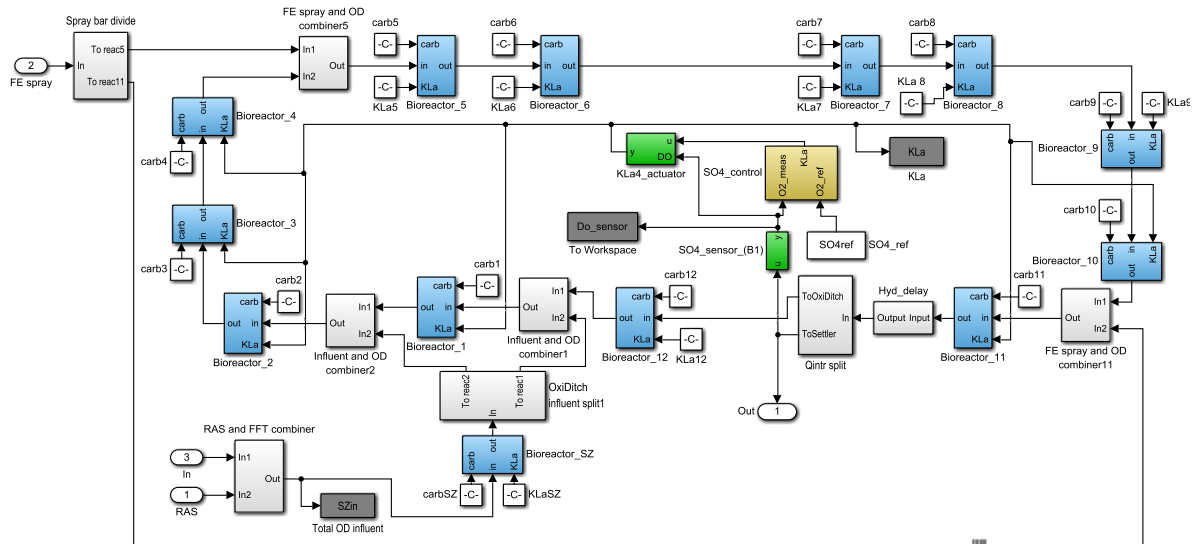 Spray bar divide
2
FE spray
In
To reac5
To reac11
FE spray and OD
combiner5
In1
In2
Out
carb5
-C-
carb
in
out
KLa
-C-
KLa5
Bioreactor_5
carb6
-C-
carb
in
out
KLa
-C-
KLa6
Bioreactor_6
carb7
-C-
carb
in
out
KLa
-C-
KLa7
Bioreactor_7
carb8
-C-
carb
in
out
KLa
KLa 8
-C-
Bioreactor_8
carb9
-C-
-C-
KLa9
carb
in
out
KLa
Bioreactor_9
carb10
-C-
carb
in
out
KLa
Bioreactor_10
carb
in
out
KLa
Bioreactor_4
carb4
-C-
carb
in
out
KLa
Bioreactor_3
carb3
-C-
carb2
-C-
carb
in
out
KLa
Bioreactor_2
In1
In2
Out
Influent and OD
combiner2
carb1
-C-
carb
in
out
KLa
Bioreactor_1
In1
In2
Out
Influent and OD
combiner1
carb12
-C-
carb
in
out
KLa
-C-
KLa12
Bioreactor_12
u
y
DO
KLa4_actuator
SO4_control
KLa
O2_meas
O2_ref
KLa
KLa
Do_sensor
To Workspace
SO4_sensor_(B1)
y
u
SO4ref
SO4_ref
ToOxiDitch
ToSettler
In
Qintr split
Hyd_delay
Output
Input
carb11
-C-
carb
in
out
KLa
Bioreactor_11
In1
In2
Out
FE spray and OD
combiner11
Out
1
To reac2
To reac1
In
OxiDitch
influent split1
carb
in
out
KLa
Bioreactor_SZ
carbSZ
-C-
-C-
KLaSZ
RAS and FFT combiner
3
In
1
RAS
In1
In2
Out
SZin
Total OD influent